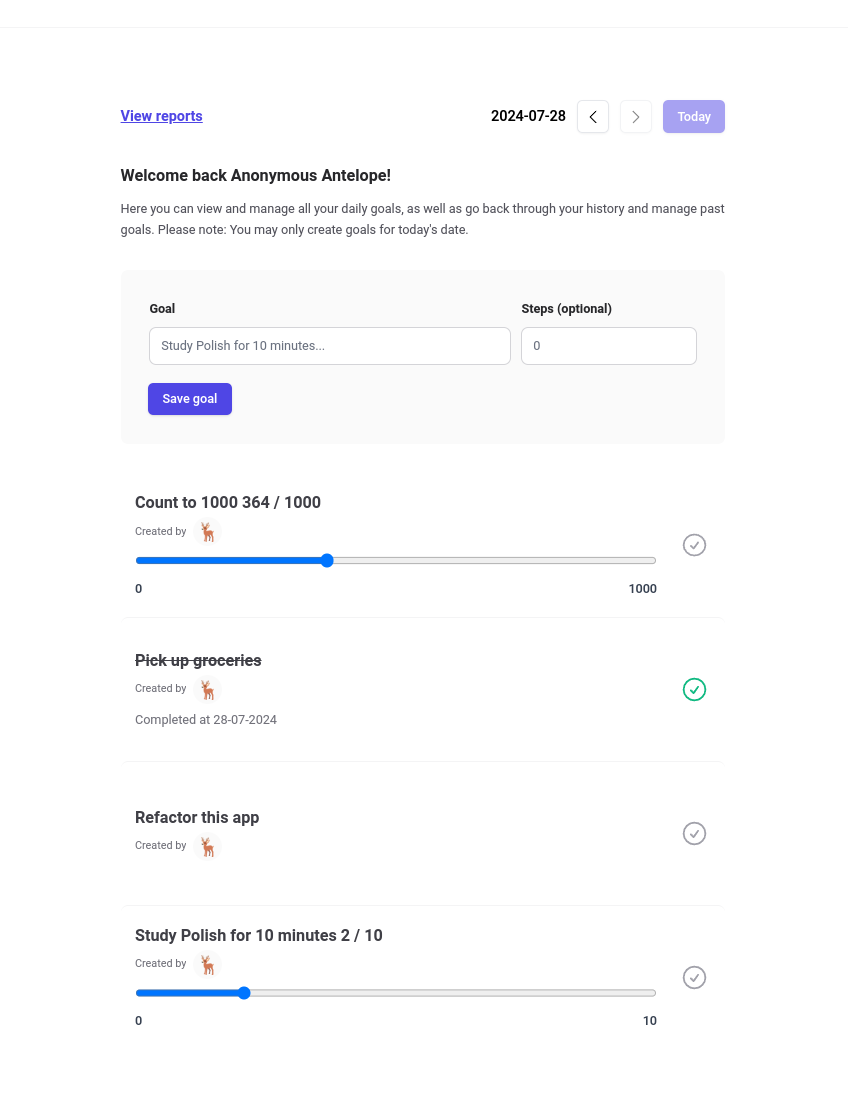 View reports
2024-07-28
Today
Welcome back Anonymous Antelope!
Here you can view and manage all your daily goals, as well as go back through your history and manage past
goals. Please note: You may only create goals for today's date.
Goal
Steps (optional)
Study Polish for 10 minutes...
0
Save goal
Count to 1000 364 / 1000
Created by
0
1000
Pick up groceries
Created by
Completed at 28-07-2024
Refactor this app
Created by
Study Polish for 10 minutes 2 / 10
Created by
0
10